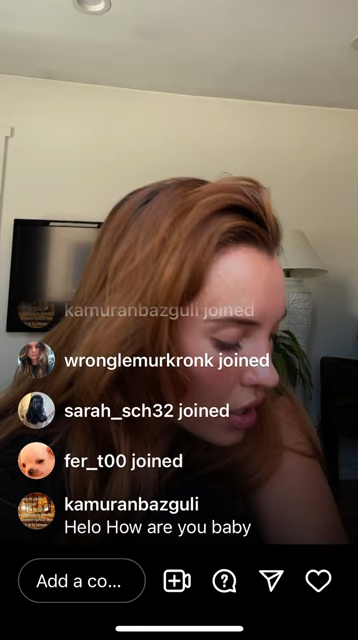 kamuranbazguli joined
wronglemurkronk joined
sarah_sch32 joined
fer_t00 joined
kamuranbazguli
Helo How are you baby
Add a co...